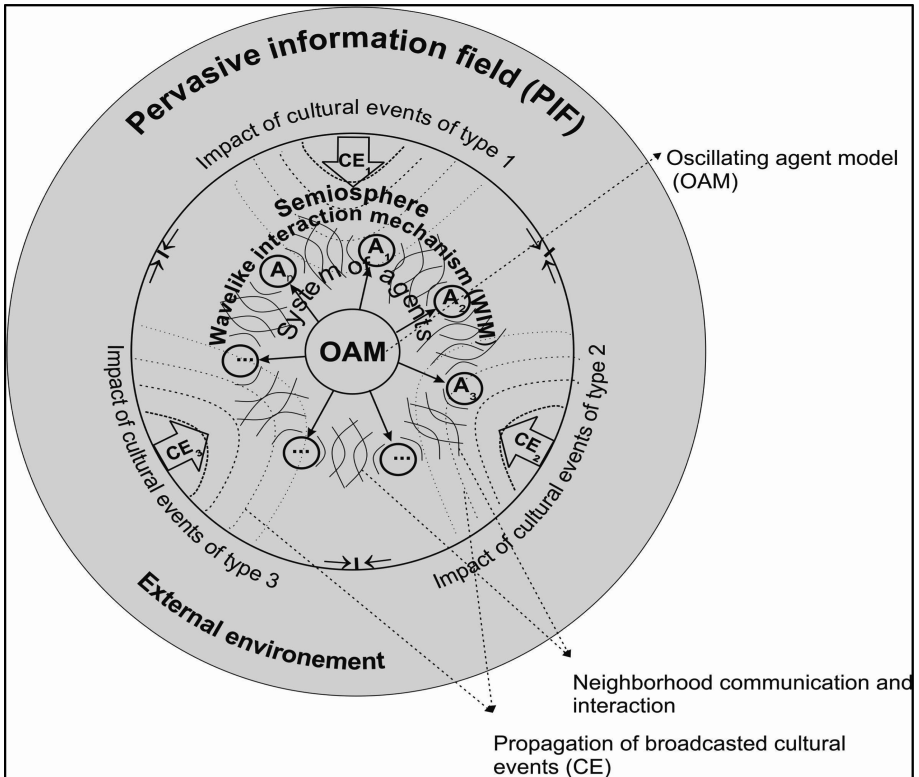 Pervasive information field (PIF)
Impact of cultural events of type 1
CE1
Semiosphere
Wavelike interaction mechanism (WIM)
System of agents
An
A1
A2
A3
...
...
...
OAM
Oscillating agent model
(OAM)
Impact of cultural events of type 2
CE2
Impact of cultural events of type 3
CE3
I
I
I
External environement
Neighborhood communication and
interaction
Propagation of broadcasted cultural
events (CE)